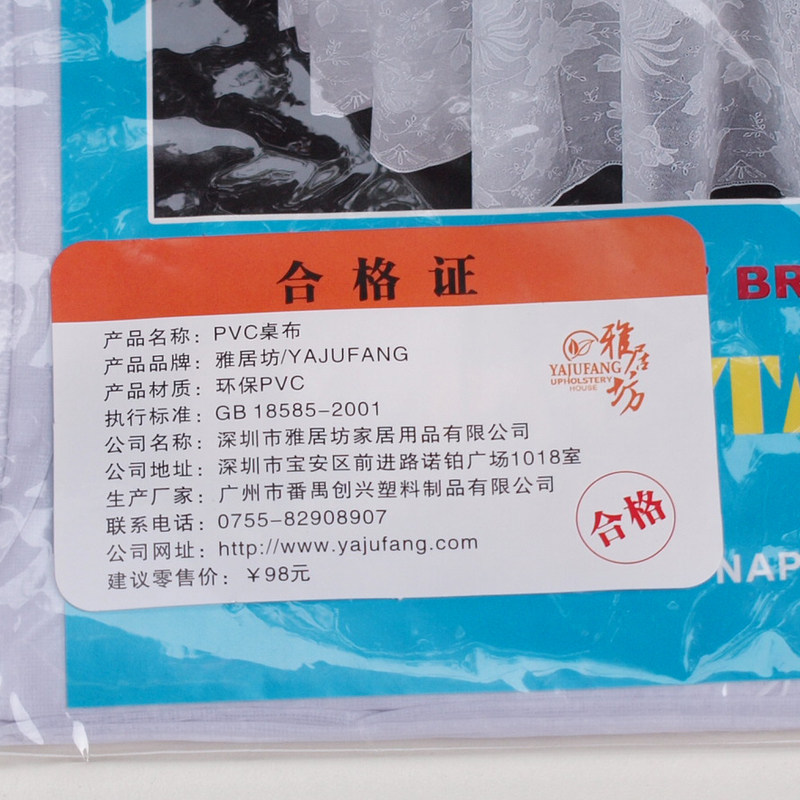 合格证
产品名称：PVC桌布
产品品牌：雅居坊/YAJUFANG
产品材质：环保PVC
执行标准：GB 18585-2001
公司名称：深圳市雅居坊家居用品有限公司
公司地址：深圳市宝安区前进路诺铂广场1018室
生产厂家：广州市番禺创兴塑料制品有限公司
联系电话：0755-82908907
公司网址：http://www.yajufang.com
建议零售价：￥98元
雅居坊
YAJUFANG
UPHOLSTERY
HOUSE
合格
BR
TA
NAP